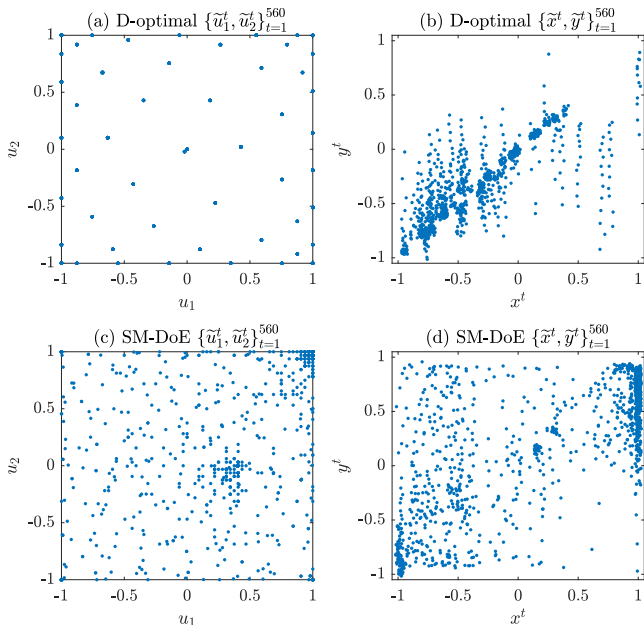 (a) D-optimal {ũ₁ᵗ, ũ₂ᵗ}⁵⁶⁰ₜ₌₁
1
0.5
0
-0.5
-1
u₂
-1 -0.5 0 0.5 1
u₁
(b) D-optimal {x̃ᵗ, ỹᵗ}⁵⁶⁰ₜ₌₁
1
0.5
0
-0.5
-1
yᵗ
-1 -0.5 0 0.5 1
xᵗ
(c) SM-DoE {ũ₁ᵗ, ũ₂ᵗ}⁵⁶⁰ₜ₌₁
1
0.5
0
-0.5
-1
u₂
-1 -0.5 0 0.5 1
u₁
(d) SM-DoE {x̃ᵗ, ỹᵗ}⁵⁶⁰ₜ₌₁
1
0.5
0
-0.5
-1
yᵗ
-1 -0.5 0 0.5 1
xᵗ